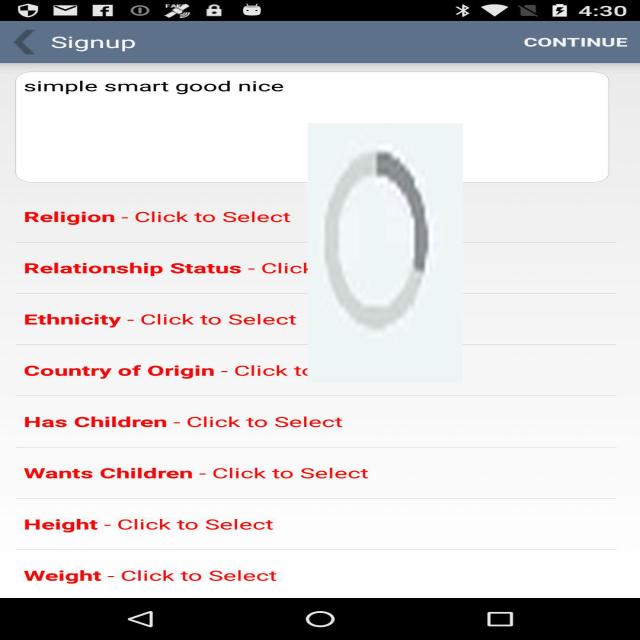 4:30
Signup CONTINUE
simple smart good nice
Religion - Click to Select
Relationship Status - Click
Ethnicity - Click to Select
Country of Origin - Click to
Has Children - Click to Select
Wants Children - Click to Select
Height - Click to Select
Weight - Click to Select